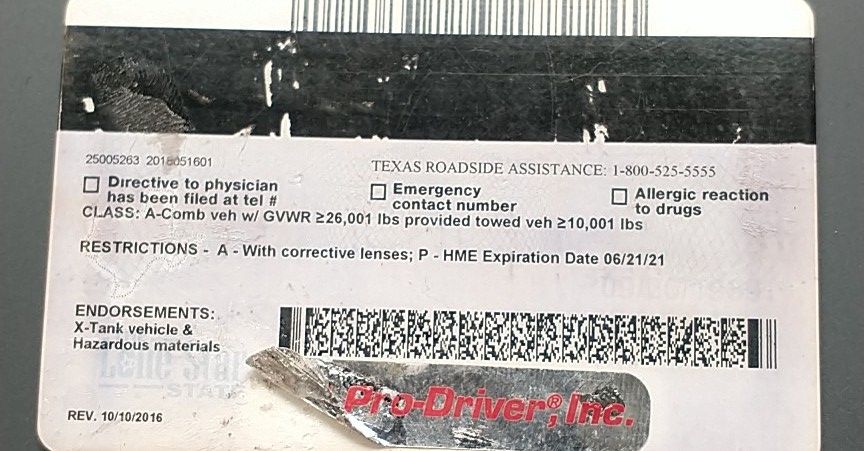 25005263 2018051601
TEXAS ROADSIDE ASSISTANCE: 1-800-525-5555
Directive to physician
has been filed at tel #
Emergency
contact number
Allergic reaction
to drugs
CLASS: A-Comb veh w/ GVWR ≥26,001 lbs provided towed veh ≥10,001 lbs
RESTRICTIONS - A - With corrective lenses; P - HME Expiration Date 06/21/21
ENDORSEMENTS:
X-Tank vehicle &
Hazardous materials
Lone Star
STATE
Pro-Driver®, Inc.
REV. 10/10/2016